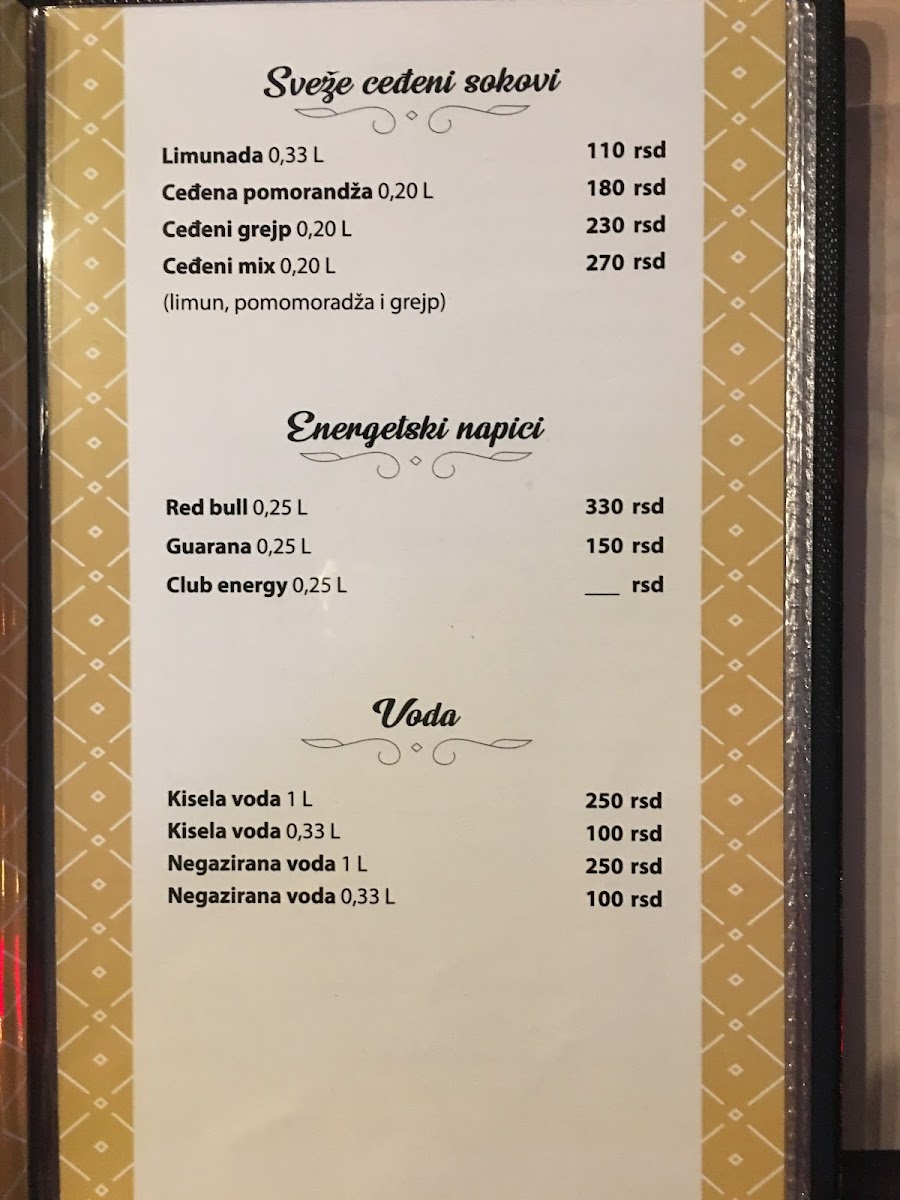 Sveže ceđeni sokovi
Limunada 0,33 L 110 rsd
Ceđena pomorandža 0,20 L 180 rsd
Ceđeni grejp 0,20 L 230 rsd
Ceđeni mix 0,20 L 270 rsd
(limun, pomomoradža i grejp)
Energetski napici
Red bull 0,25 L 330 rsd
Guarana 0,25 L 150 rsd
Club energy 0,25 L ___ rsd
Voda
Kisela voda 1 L 250 rsd
Kisela voda 0,33 L 100 rsd
Negazirana voda 1 L 250 rsd
Negazirana voda 0,33 L 100 rsd